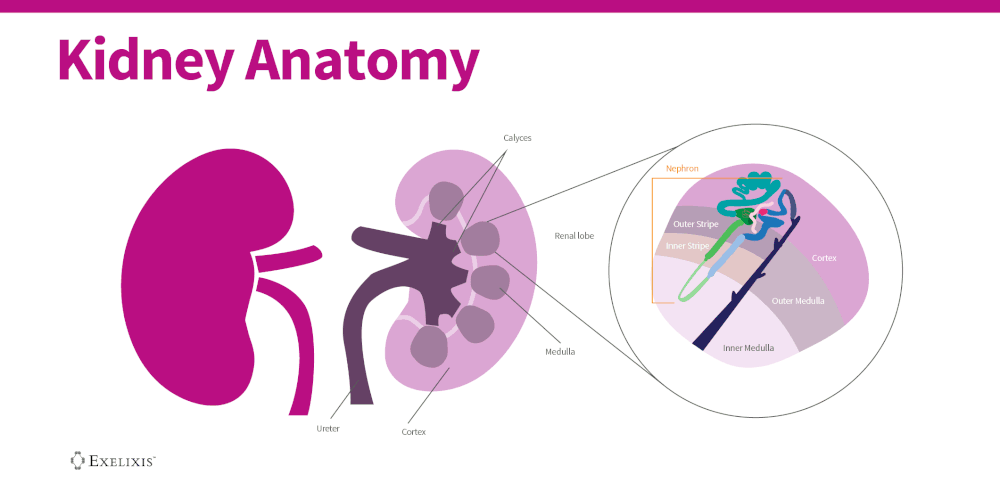 Kidney Anatomy
Calyces
Nephron
Outer Stripe
Renal lobe
Inner Stripe
Cortex
Outer Medulla
Inner Medulla
Medulla
Ureter
Cortex
EXELIXIS